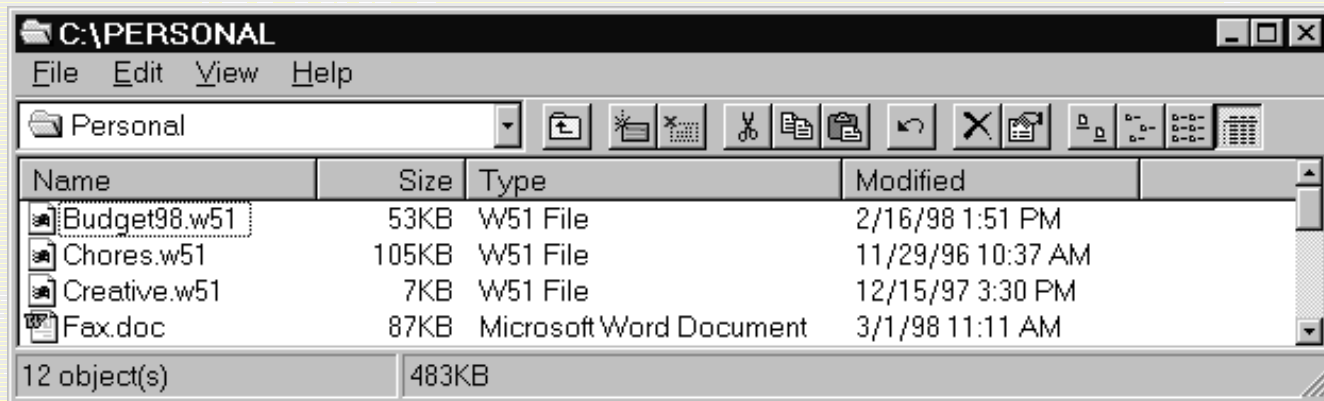 C:\PERSONAL
File Edit View Help
Personal
Name Size Type Modified
Budget98.w51 53KB W51 File 2/16/98 1:51 PM
Chores.w51 105KB W51 File 11/29/96 10:37 AM
Creative.w51 7KB W51 File 12/15/97 3:30 PM
Fax.doc 87KB Microsoft Word Document 3/1/98 11:11 AM
12 object(s) 483KB